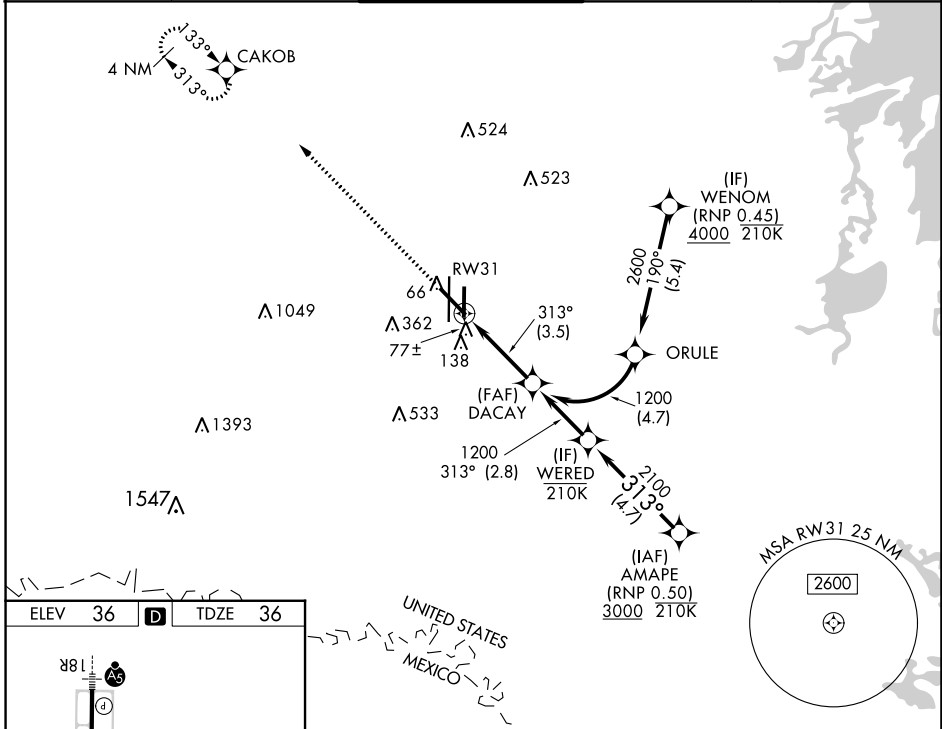 133°
CAKOB
4 NM
313°
524
523
(IF)
WENOM
(RNP 0.45)
4000 210K
2600
190°
(5.4)
RW31
66
1049
362
77±
138
313°
(3.5)
ORULE
(FAF)
DACAY
1200
(4.7)
533
1393
1200
313° (2.8)
(IF)
WERED
210K
2100
313°
(4.7)
1547
(IAF)
AMAPE
(RNP 0.50)
3000 210K
MSA RW31 25 NM
2600
UNITED STATES
MEXICO
ELEV 36 D TDZE 36
18R
A5
P